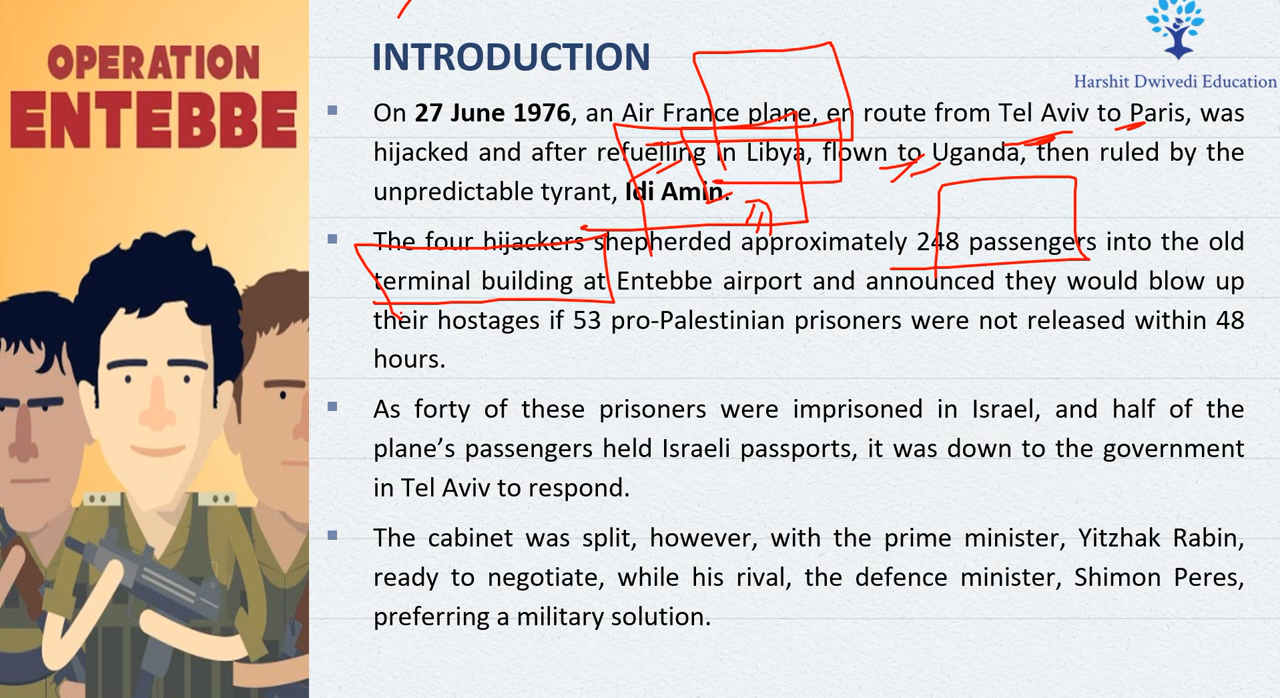 OPERATION
ENTEBBE
Harshit Dwivedi Education
INTRODUCTION
On 27 June 1976, an Air France plane, en route from Tel Aviv to Paris, was
hijacked and after refuelling in Libya, flown to Uganda, then ruled by the
unpredictable tyrant, Idi Amin.
The four hijackers shepherded approximately 248 passengers into the old
terminal building at Entebbe airport and announced they would blow up
their hostages if 53 pro-Palestinian prisoners were not released within 48
hours.
As forty of these prisoners were imprisoned in Israel, and half of the
plane’s passengers held Israeli passports, it was down to the government
in Tel Aviv to respond.
The cabinet was split, however, with the prime minister, Yitzhak Rabin,
ready to negotiate, while his rival, the defence minister, Shimon Peres,
preferring a military solution.